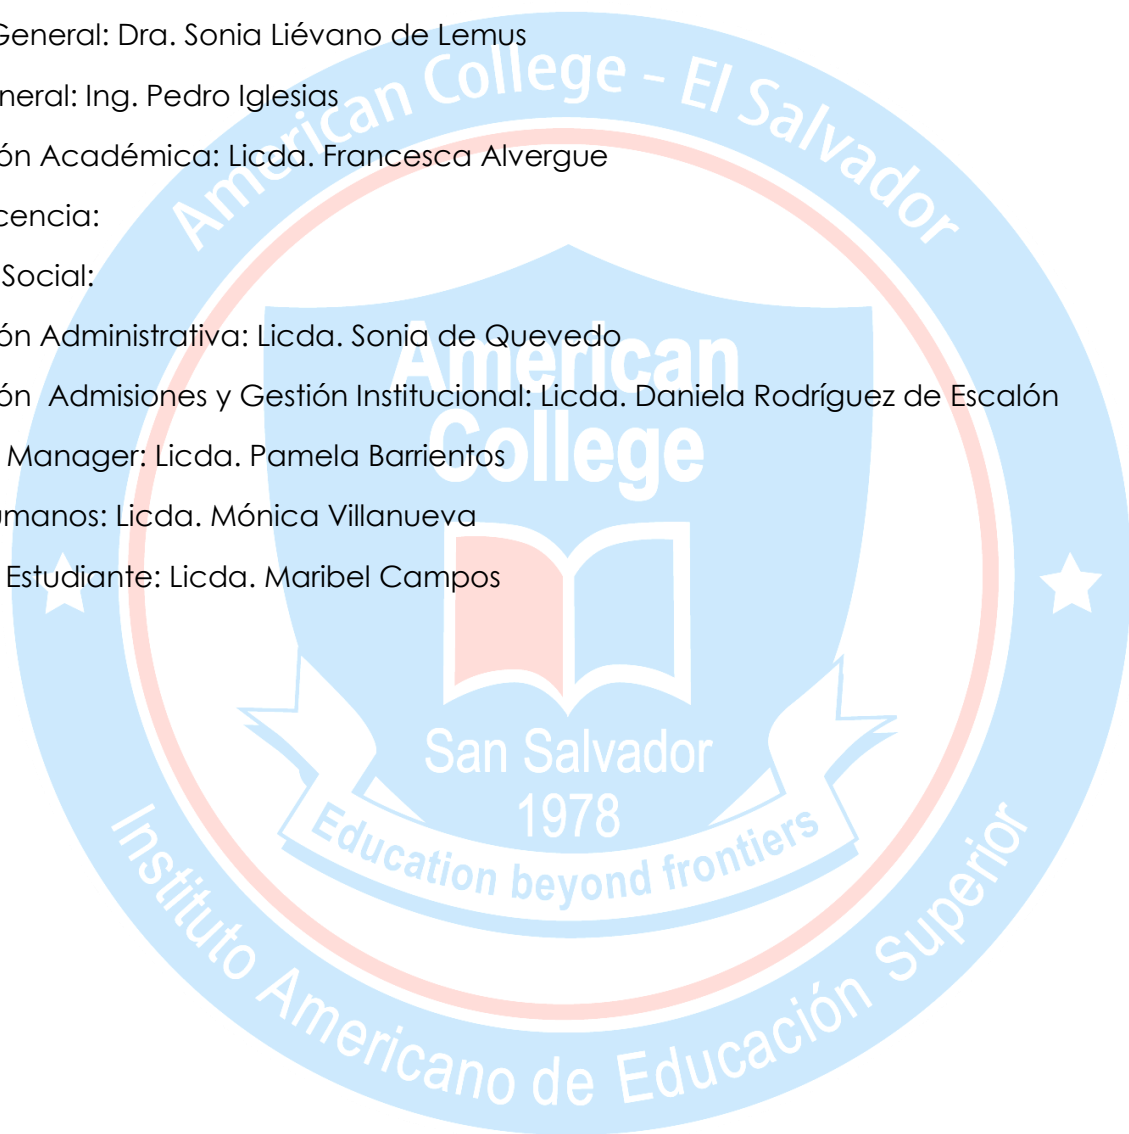 General: Dra. Sonia Liévano de Lemus
neral: Ing. Pedro Iglesias
ón Académica: Licda. Francesca Alvergue
cencia:
Social:
ón Administrativa: Licda. Sonia de Quevedo
ón  Admisiones y Gestión Institucional: Licda. Daniela Rodríguez de Escalón
Manager: Licda. Pamela Barrientos
umanos: Licda. Mónica Villanueva
Estudiante: Licda. Maribel Campos
American College - El Salvador
American
College
San Salvador
1978
Education beyond frontiers
Instituto Americano de Educación Superior